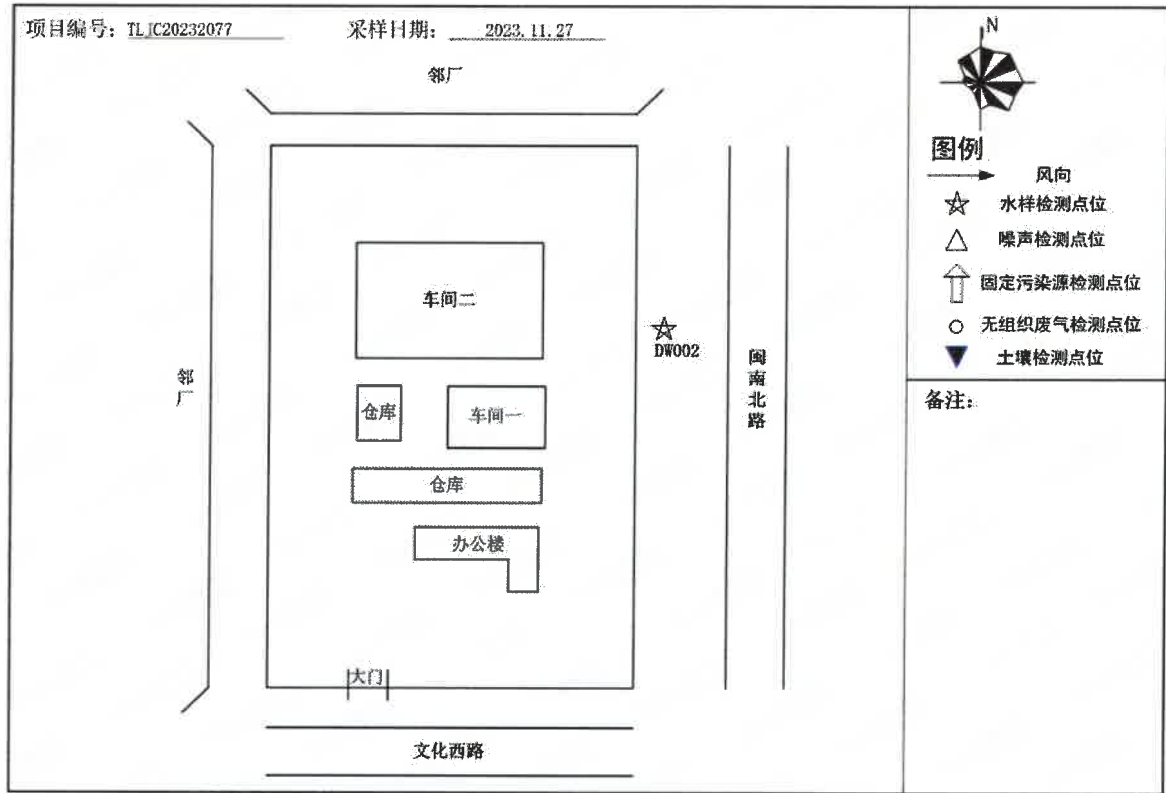 项目编号: TLJC20232077
采样日期: 2023.11.27
邻厂
邻厂
车间二
DW002
闽南北路
仓库
车间一
仓库
办公楼
大门
文化西路
N
图例
风向
水样检测点位
噪声检测点位
固定污染源检测点位
无组织废气检测点位
土壤检测点位
备注: